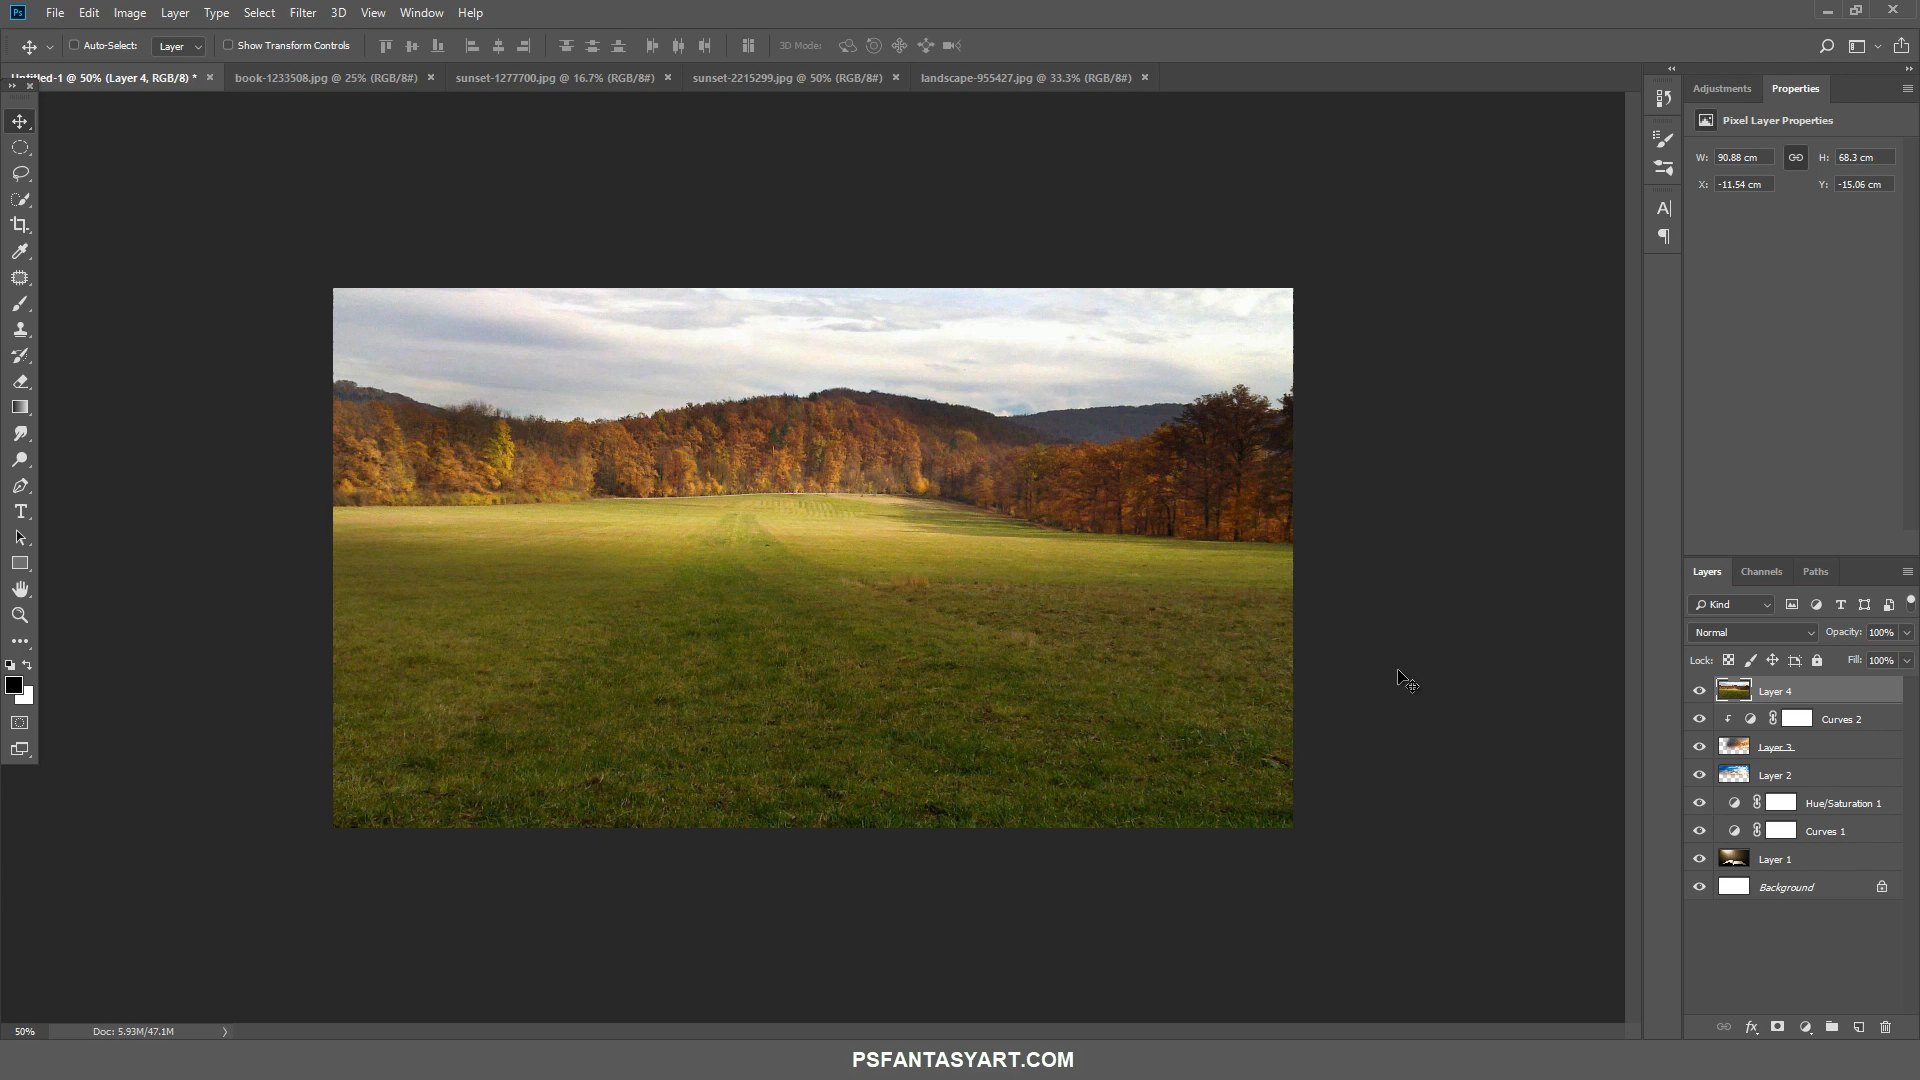 Ps File Edit Image Layer Type Select Filter 3D View Window Help
Auto-Select: Layer Show Transform Controls 3D Mode:
Untitled-1 @ 50% (Layer 4, RGB/8) * book-1233508.jpg @ 25% (RGB/8#) sunset-1277700.jpg @ 16.7% (RGB/8#) sunset-2215299.jpg @ 50% (RGB/8#) landscape-955427.jpg @ 33.3% (RGB/8#)
Adjustments Properties
Pixel Layer Properties
W: 90.88 cm H: 68.3 cm
X: -11.54 cm Y: -15.06 cm
Layers Channels Paths
Kind
Normal Opacity: 100%
Lock: Fill: 100%
Layer 4
Curves 2
Layer 3
Layer 2
Hue/Saturation 1
Curves 1
Layer 1
Background
fx
50% Doc: 5.93M/47.1M
PSFANTASYART.COM